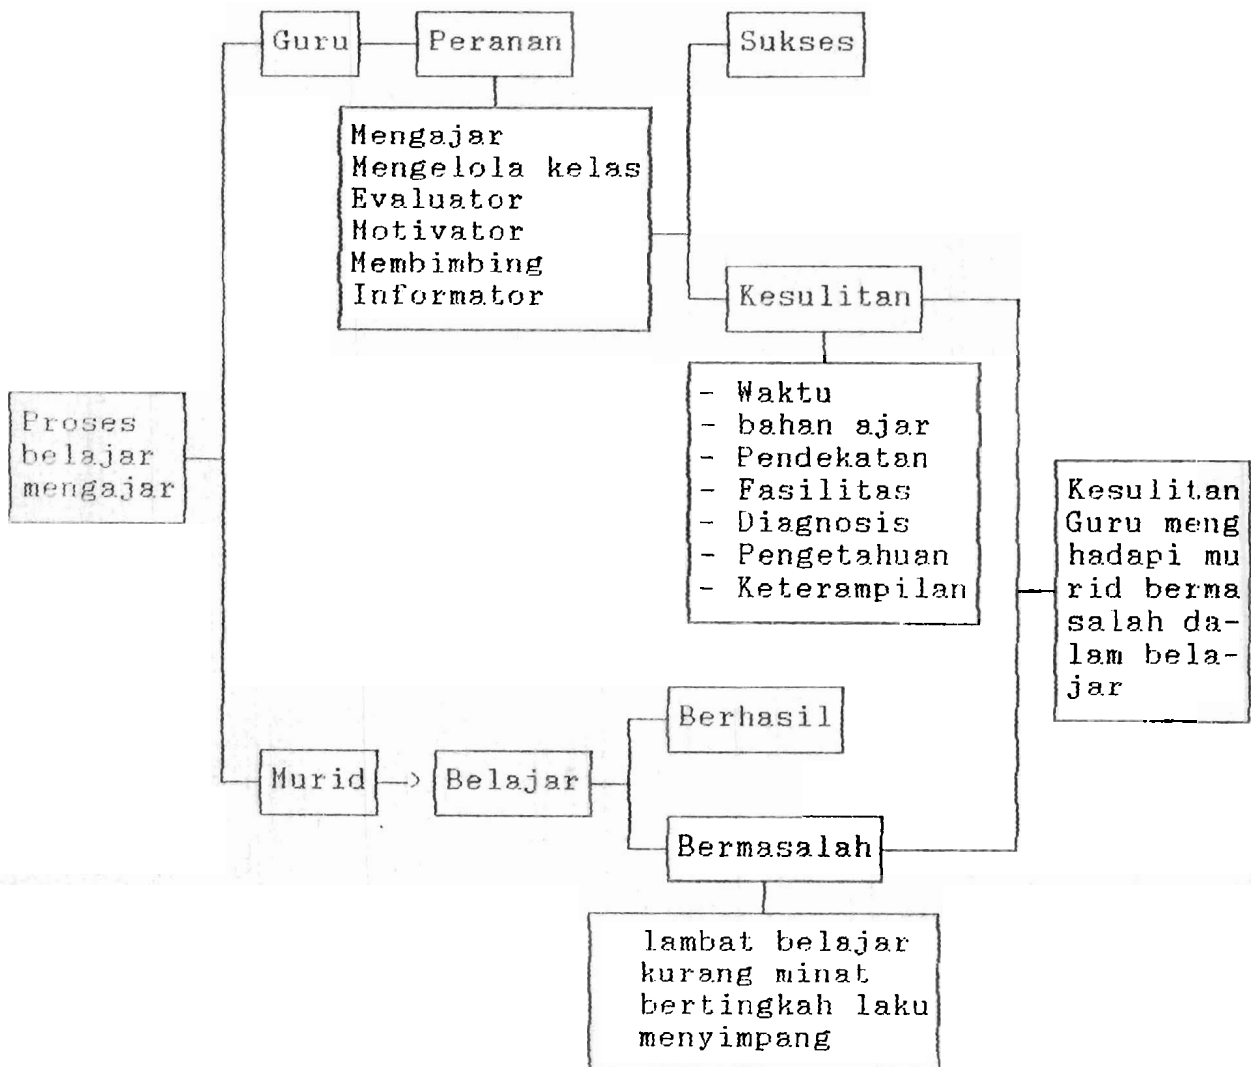 Guru
Peranan
Sukses
Mengajar
Mengelola kelas
Evaluator
Motivator
Membimbing
Informator
Kesulitan
- Waktu
- bahan ajar
- Pendekatan
- Fasilitas
- Diagnosis
- Pengetahuan
- Keterampilan
Proses
belajar
mengajar
Kesulitan
Guru meng
hadapi mu
rid berma
salah da-
lam bela-
jar
Berhasil
Murid
Belajar
Bermasalah
lambat belajar
kurang minat
bertingkah laku
menyimpang